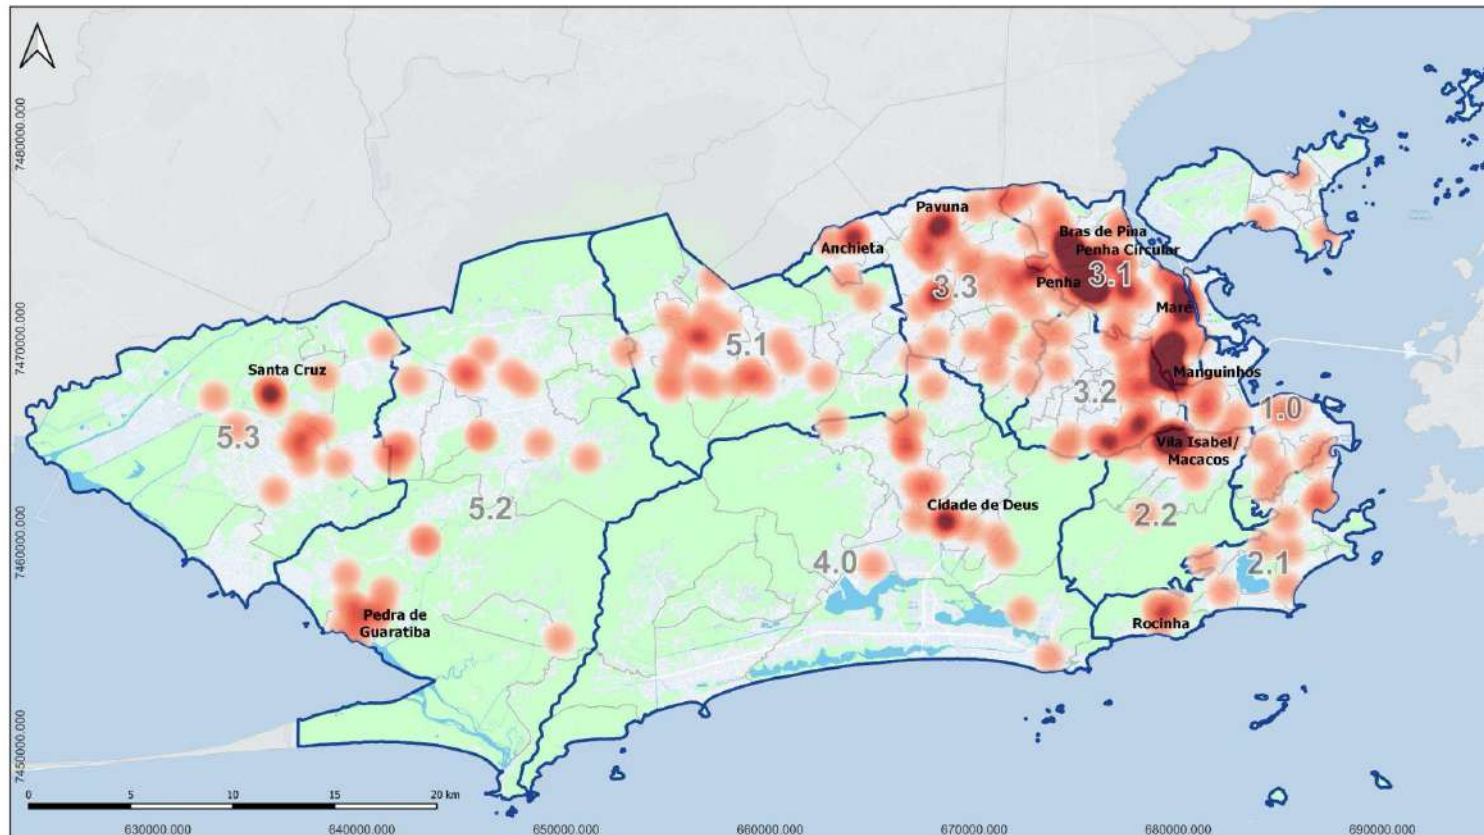 7480000.000
7470000.000
7460000.000
7450000.000
Pavuna
Anchieta
Bras de Pina
Penha Circular
3.1
Penha
3.3
Maré
5.1
Santa Cruz
Manguinhos
3.2
1.0
5.3
Vila Isabel/
Macacos
5.2
Cidade de Deus
2.2
4.0
2.1
Pedra de
Guaratiba
Rocinha
0 5 10 15 20 km
630000.000 640000.000 650000.000 660000.000 670000.000 680000.000 690000.000